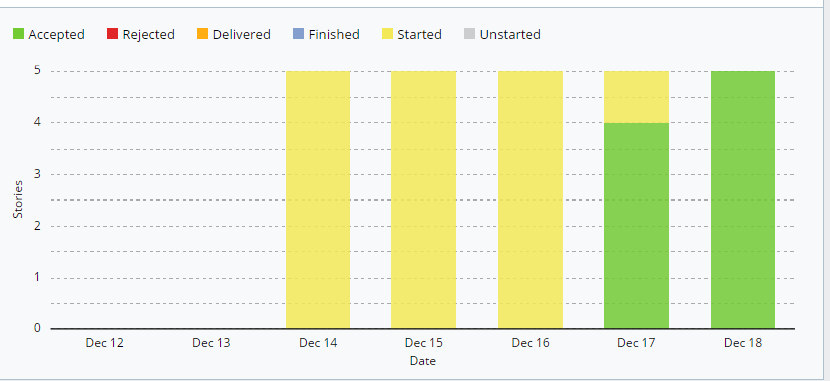 Accepted Rejected Delivered Finished Started Unstarted
5
4
3
2
1
0
Stories
Dec 12 Dec 13 Dec 14 Dec 15 Dec 16 Dec 17 Dec 18
Date